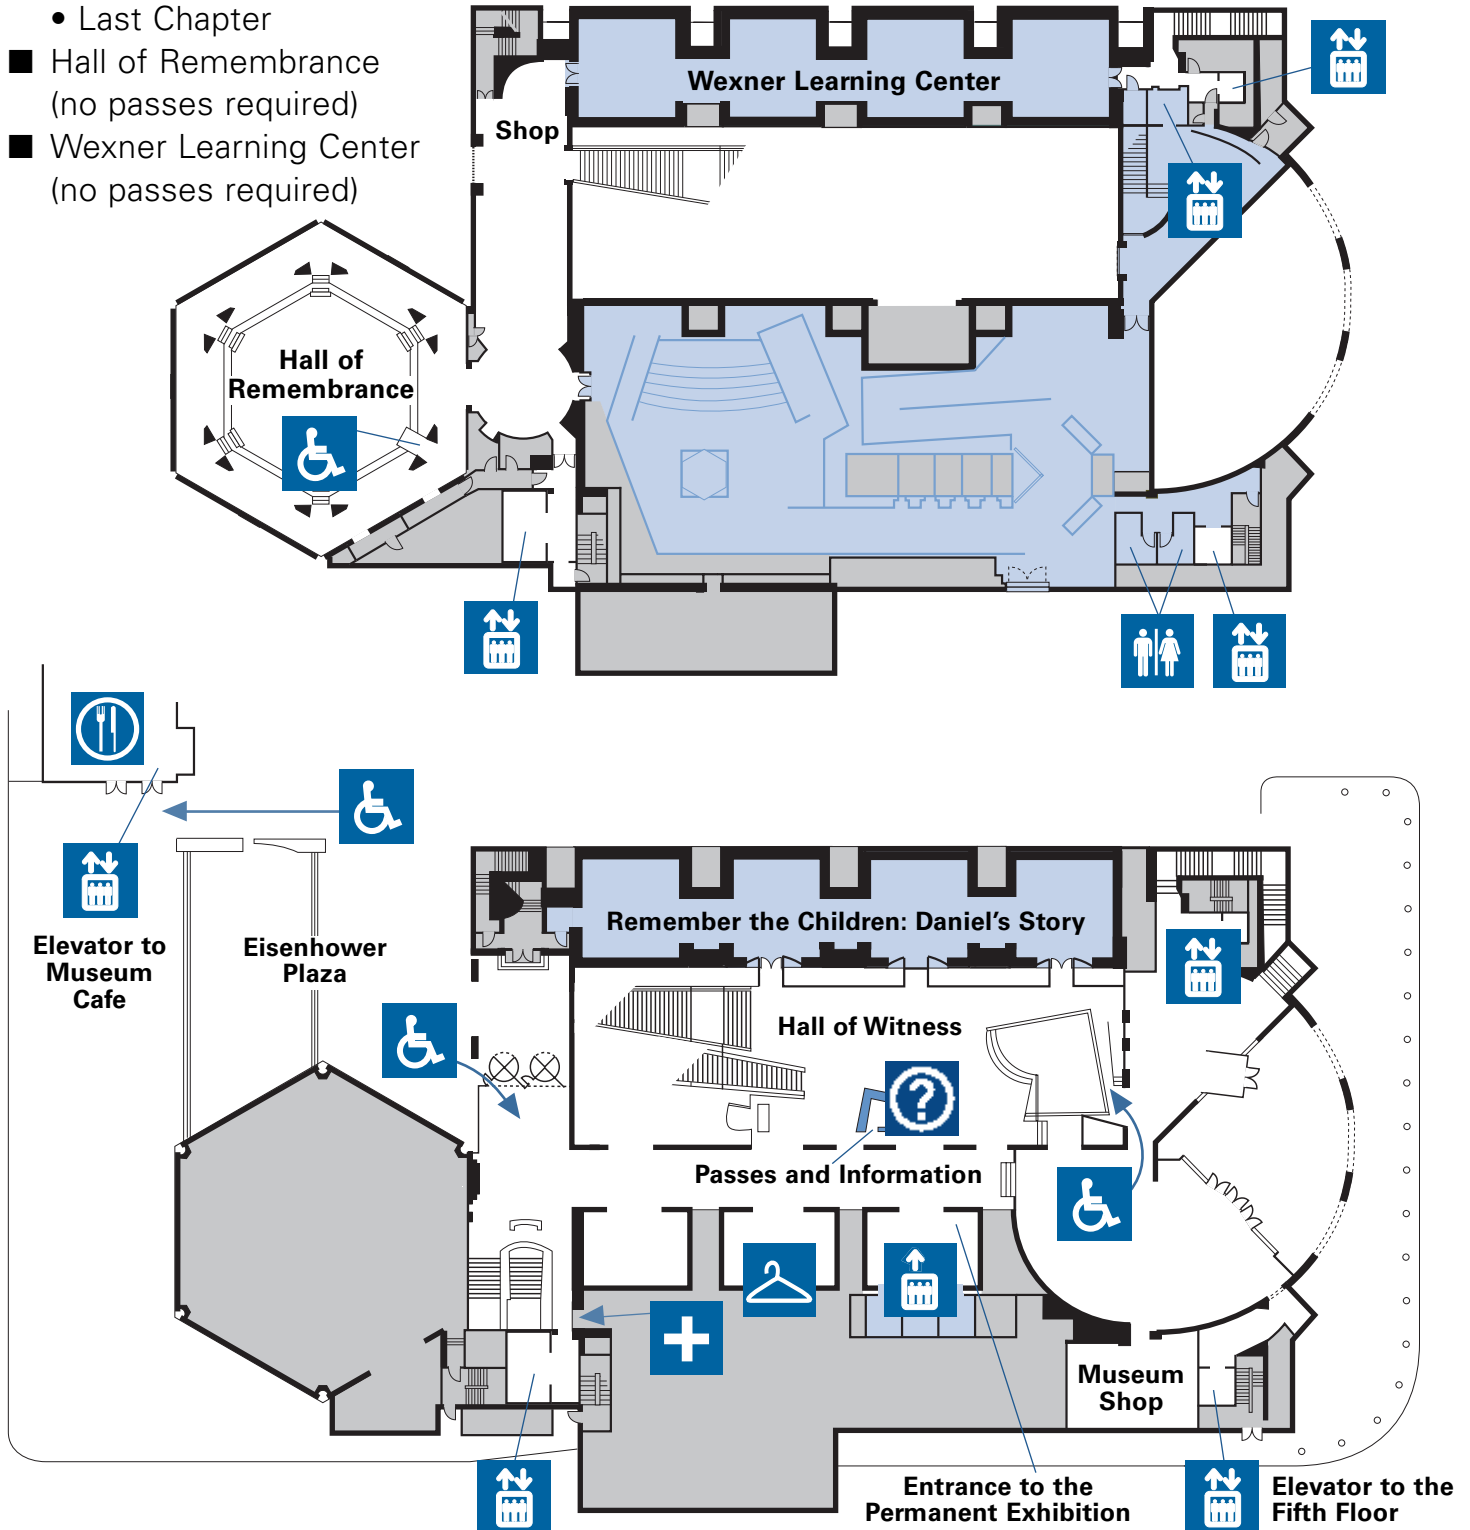 • Last Chapter
■ Hall of Remembrance
(no passes required)
■ Wexner Learning Center
(no passes required)
Wexner Learning Center
Shop
Hall of
Remembrance
Elevator to
Museum
Cafe
Eisenhower
Plaza
Remember the Children: Daniel's Story
Hall of Witness
?
Passes and Information
Museum
Shop
Entrance to the
Permanent Exhibition
Elevator to the
Fifth Floor